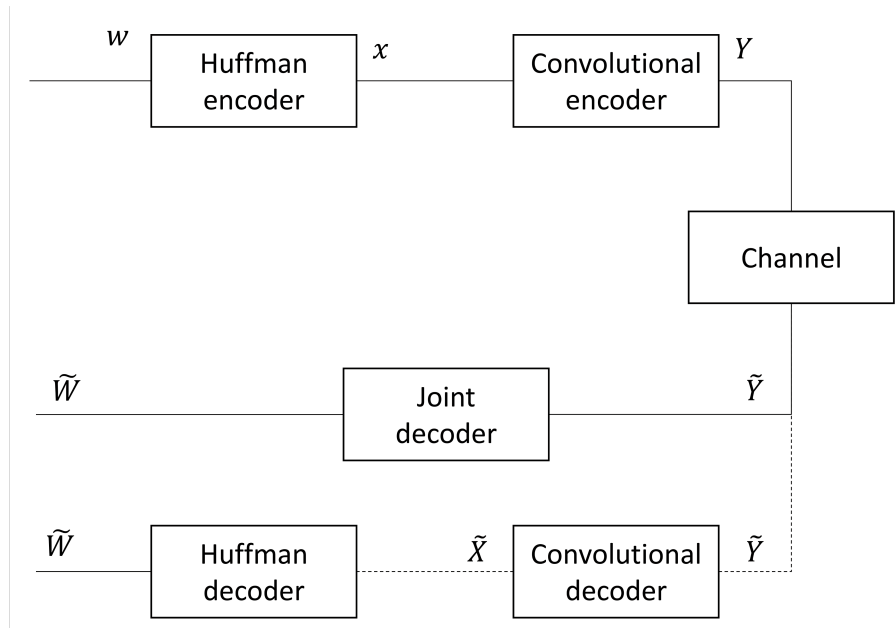 w
Huffman
encoder
x
Convolutional
encoder
Y
Channel
W̃
Joint
decoder
Ỹ
W̃
Huffman
decoder
X̃
Convolutional
decoder
Ỹ